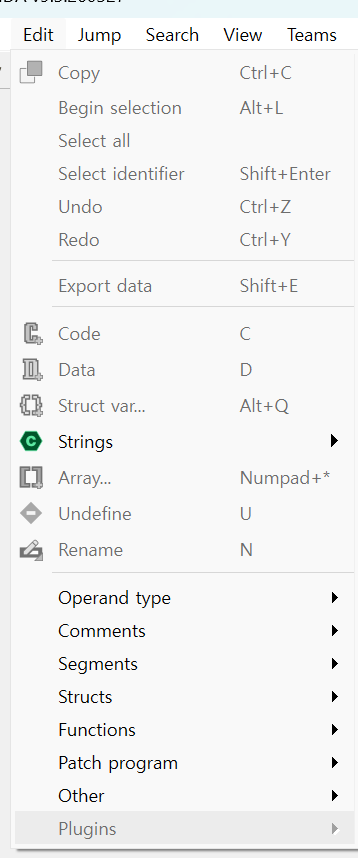 Edit Jump Search View Teams
Copy Ctrl+C
Begin selection Alt+L
Select all
Select identifier Shift+Enter
Undo Ctrl+Z
Redo Ctrl+Y
Export data Shift+E
Code C
Data D
Struct var... Alt+Q
Strings
Array... Numpad+*
Undefine U
Rename N
Operand type
Comments
Segments
Structs
Functions
Patch program
Other
Plugins